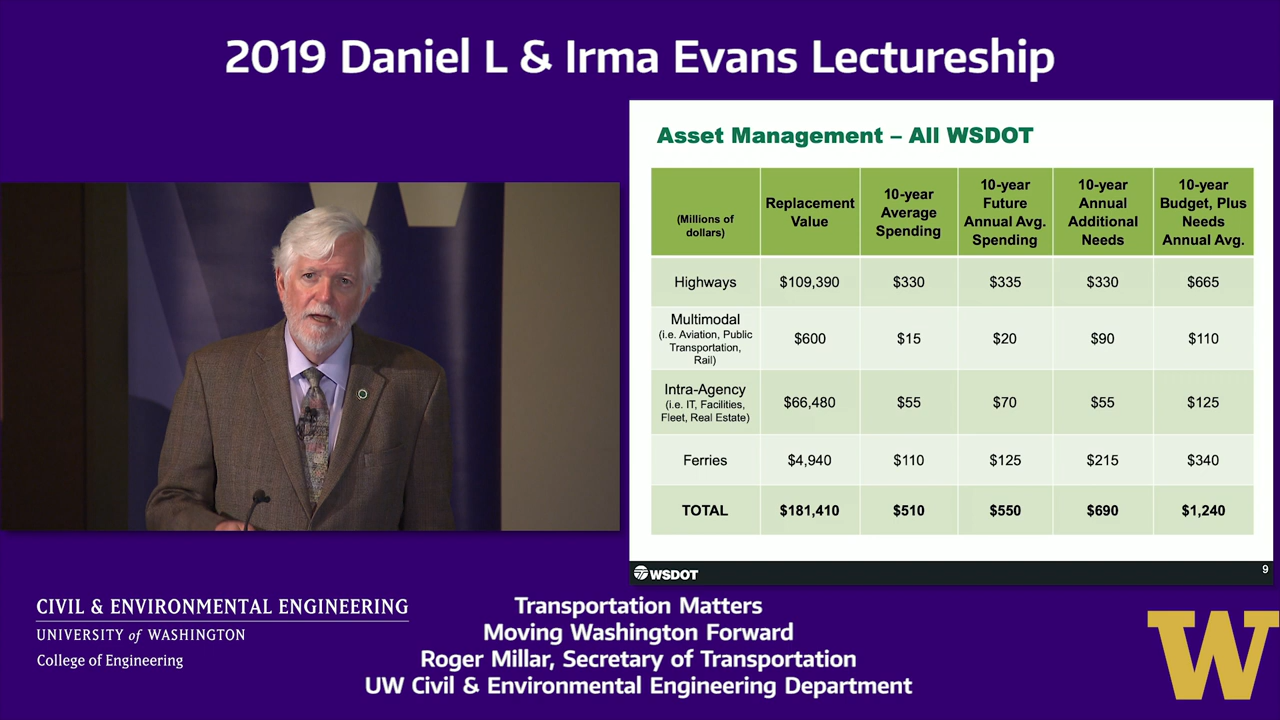 2019 Daniel L & Irma Evans Lectureship
Asset Management – All WSDOT
(Millions of
dollars)
Replacement
Value
10-year
Average
Spending
10-year
Future
Annual Avg.
Spending
10-year
Annual
Additional
Needs
10-year
Budget, Plus
Needs
Annual Avg.
Highways $109,390 $330 $335 $330 $665
Multimodal
(i.e. Aviation, Public
Transportation,
Rail)
$600 $15 $20 $90 $110
Intra-Agency
(i.e. IT, Facilities,
Fleet, Real Estate)
$66,480 $55 $70 $55 $125
Ferries $4,940 $110 $125 $215 $340
TOTAL $181,410 $510 $550 $690 $1,240
WSDOT
9
CIVIL & ENVIRONMENTAL ENGINEERING
UNIVERSITY of WASHINGTON
College of Engineering
Transportation Matters
Moving Washington Forward
Roger Millar, Secretary of Transportation
UW Civil & Environmental Engineering Department
W